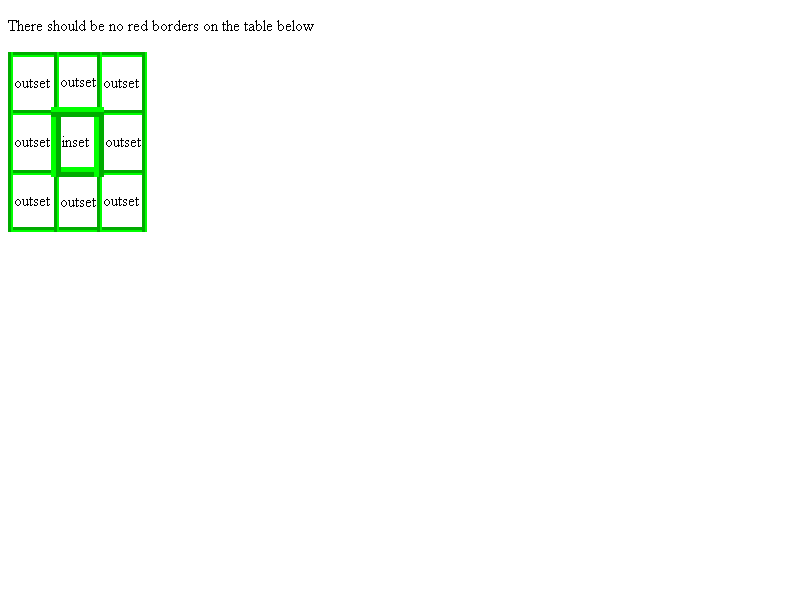 There should be no red borders on the table below
outset outset outset
outset inset outset
outset outset outset